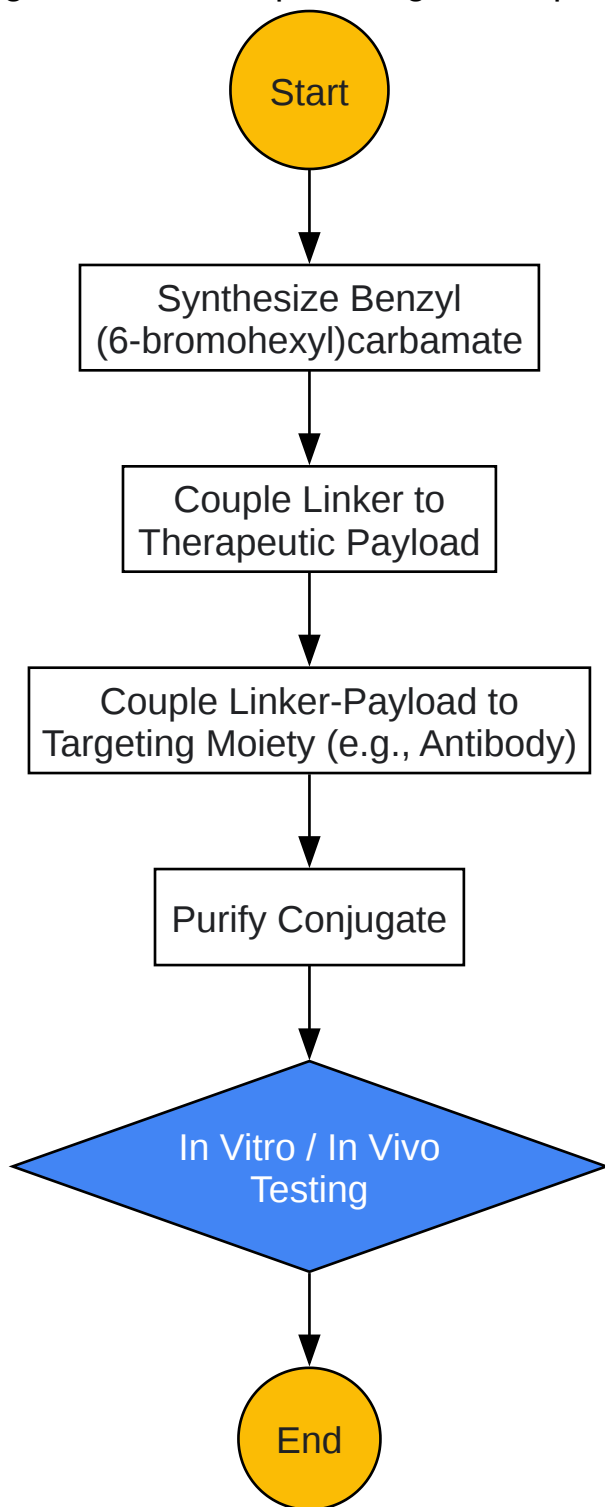 Start
Synthesize Benzyl
(6-bromohexyl)carbamate
Couple Linker to
Therapeutic Payload
Couple Linker-Payload to
Targeting Moiety (e.g., Antibody)
Purify Conjugate
In Vitro / In Vivo
Testing
End